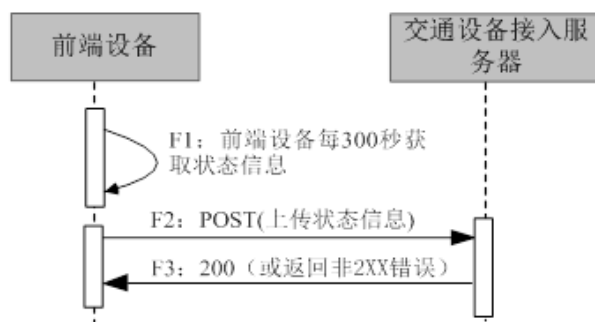 前端设备
交通设备接入服
务器
F1：前端设备每300秒获
取状态信息
F2：POST(上传状态信息)
F3：200（或返回非2XX错误）